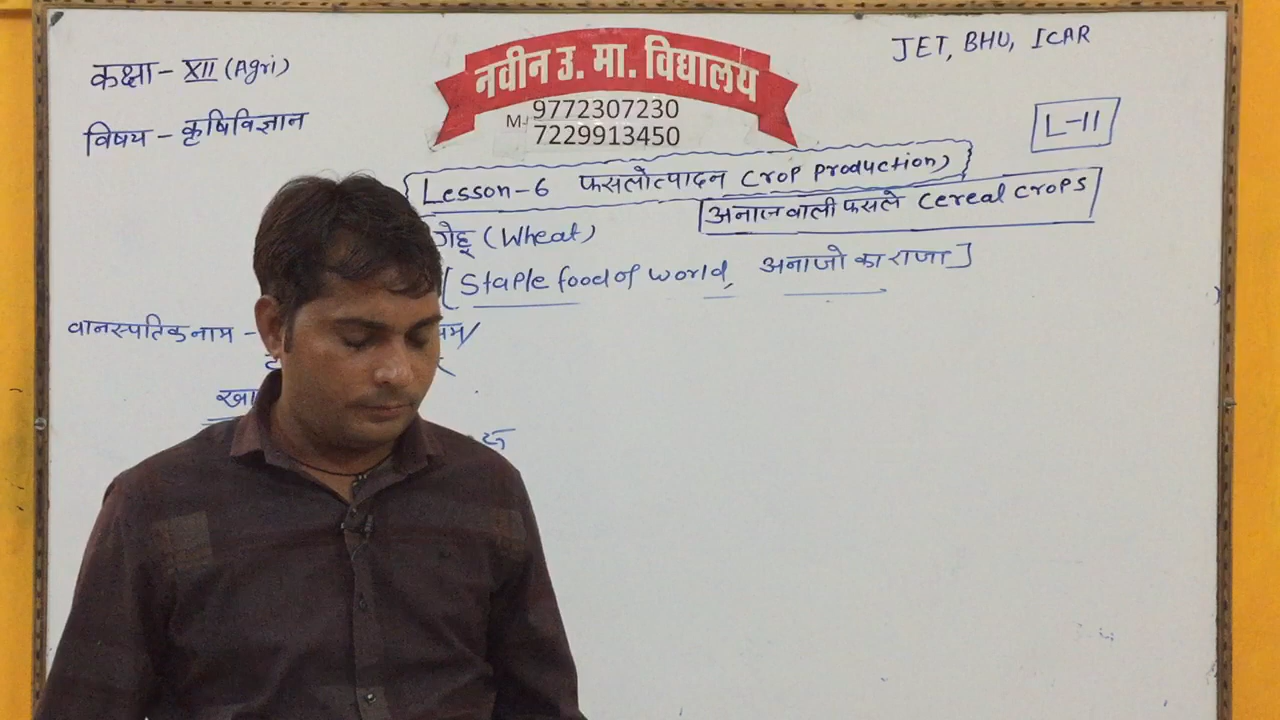 कक्षा - XII (Agri)
विषय - कृषि विज्ञान
नवीन उ. मा. विद्यालय
M- 9772307230
7229913450
JET, BHU, ICAR
L-11
Lesson-6 फसलोत्पादन Crop Production)
अनाज वाली फसले Cereal Crops
गेहू (Wheat)
[Staple food of world, अनाजो का राजा]
वानस्पतिक नाम -